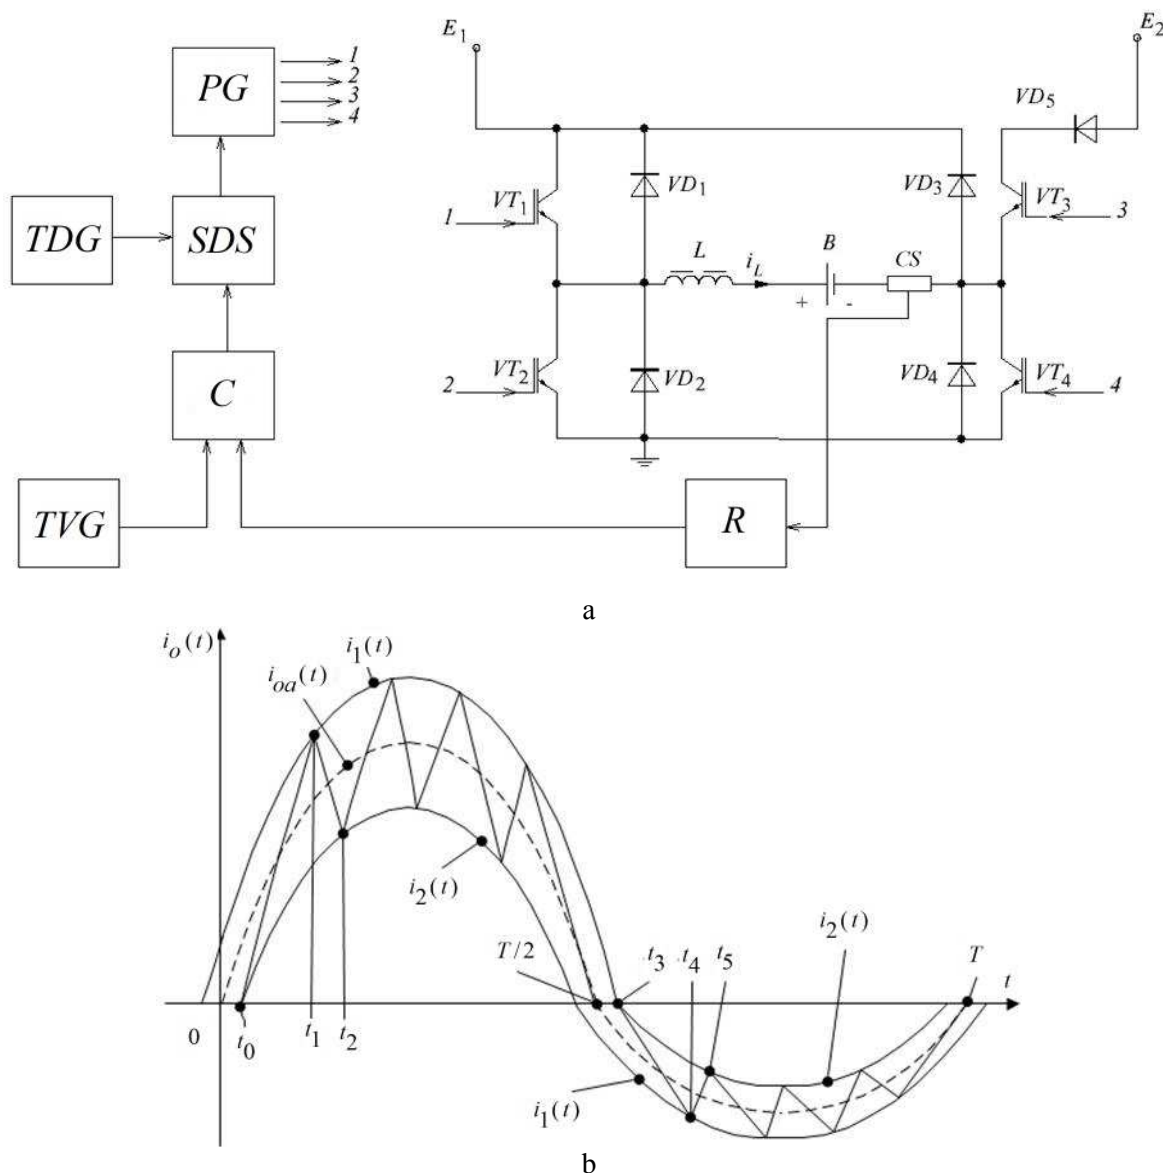 PG
1
2
3
4
TDG
SDS
C
TVG
R
E1
E2
VD5
VT1
VD1
VD3
VT3
1
3
L
iL
B
CS
+
-
VT2
VD2
VD4
VT4
2
4
a
io(t)
i1(t)
ioa(t)
i2(t)
T/2
t3
t4
t5
i2(t)
T
t
0
t0
t1
t2
i1(t)
b